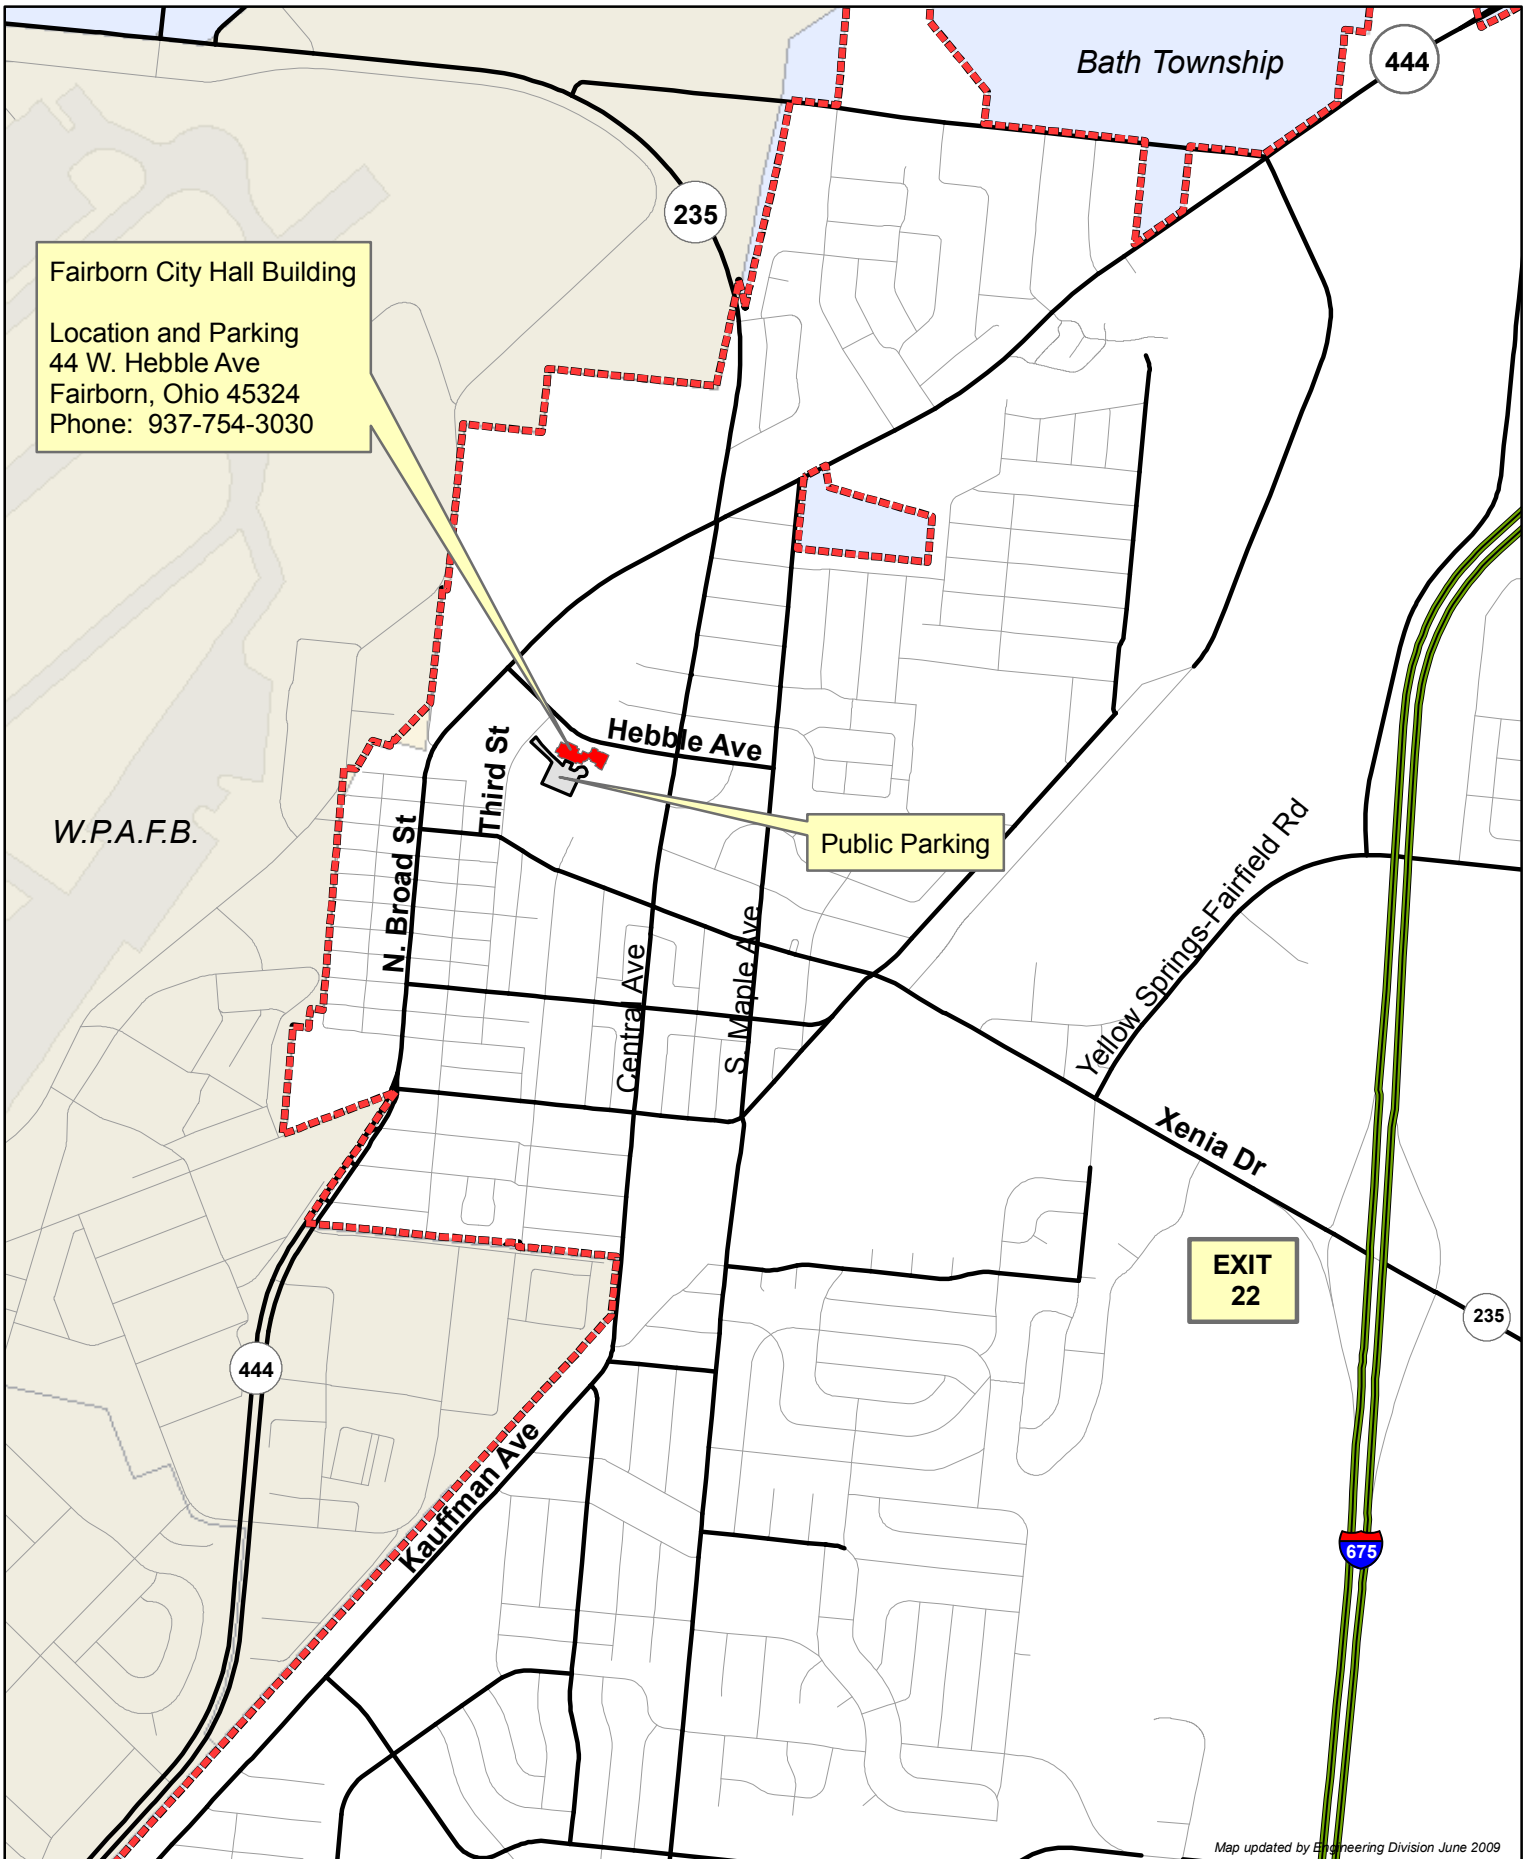 Bath Township
444
235
Fairborn City Hall Building
Location and Parking
44 W. Hebble Ave
Fairborn, Ohio 45324
Phone: 937-754-3030
Hebble Ave
Third St
N. Broad St
W.P.A.F.B.
Public Parking
Yellow Springs-Fairfield Rd
Central Ave
S. Maple Ave
Xenia Dr
EXIT
22
235
444
Kauffman Ave
675
Map updated by Engineering Division June 2009